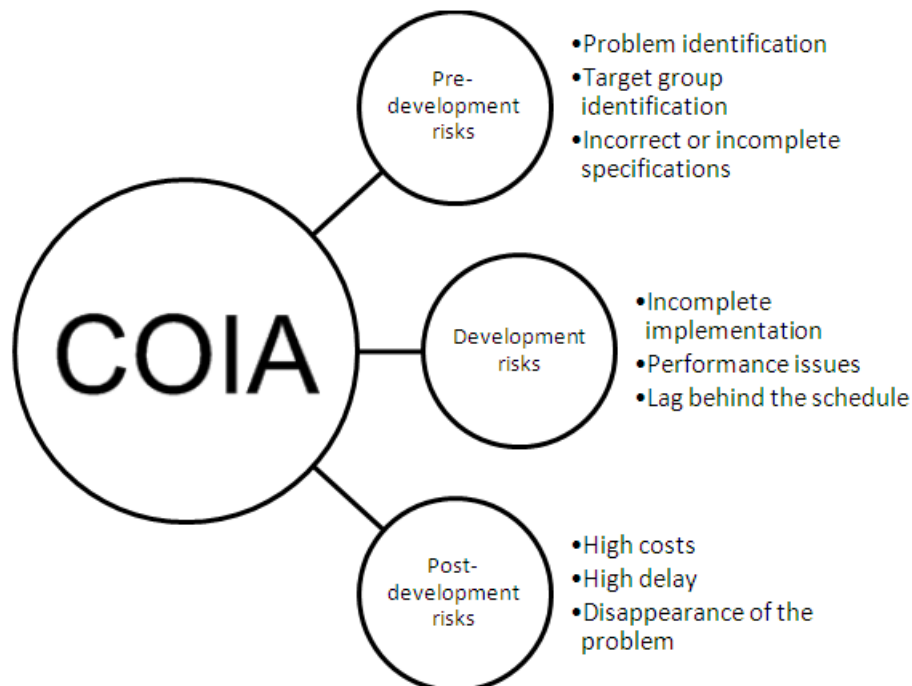 Pre-
development
risks
•Problem identification
•Target group
identification
•Incorrect or incomplete
specifications
COIA
Development
risks
•Incomplete
implementation
•Performance issues
•Lag behind the schedule
Post-
development
risks
•High costs
•High delay
•Disappearance of the
problem